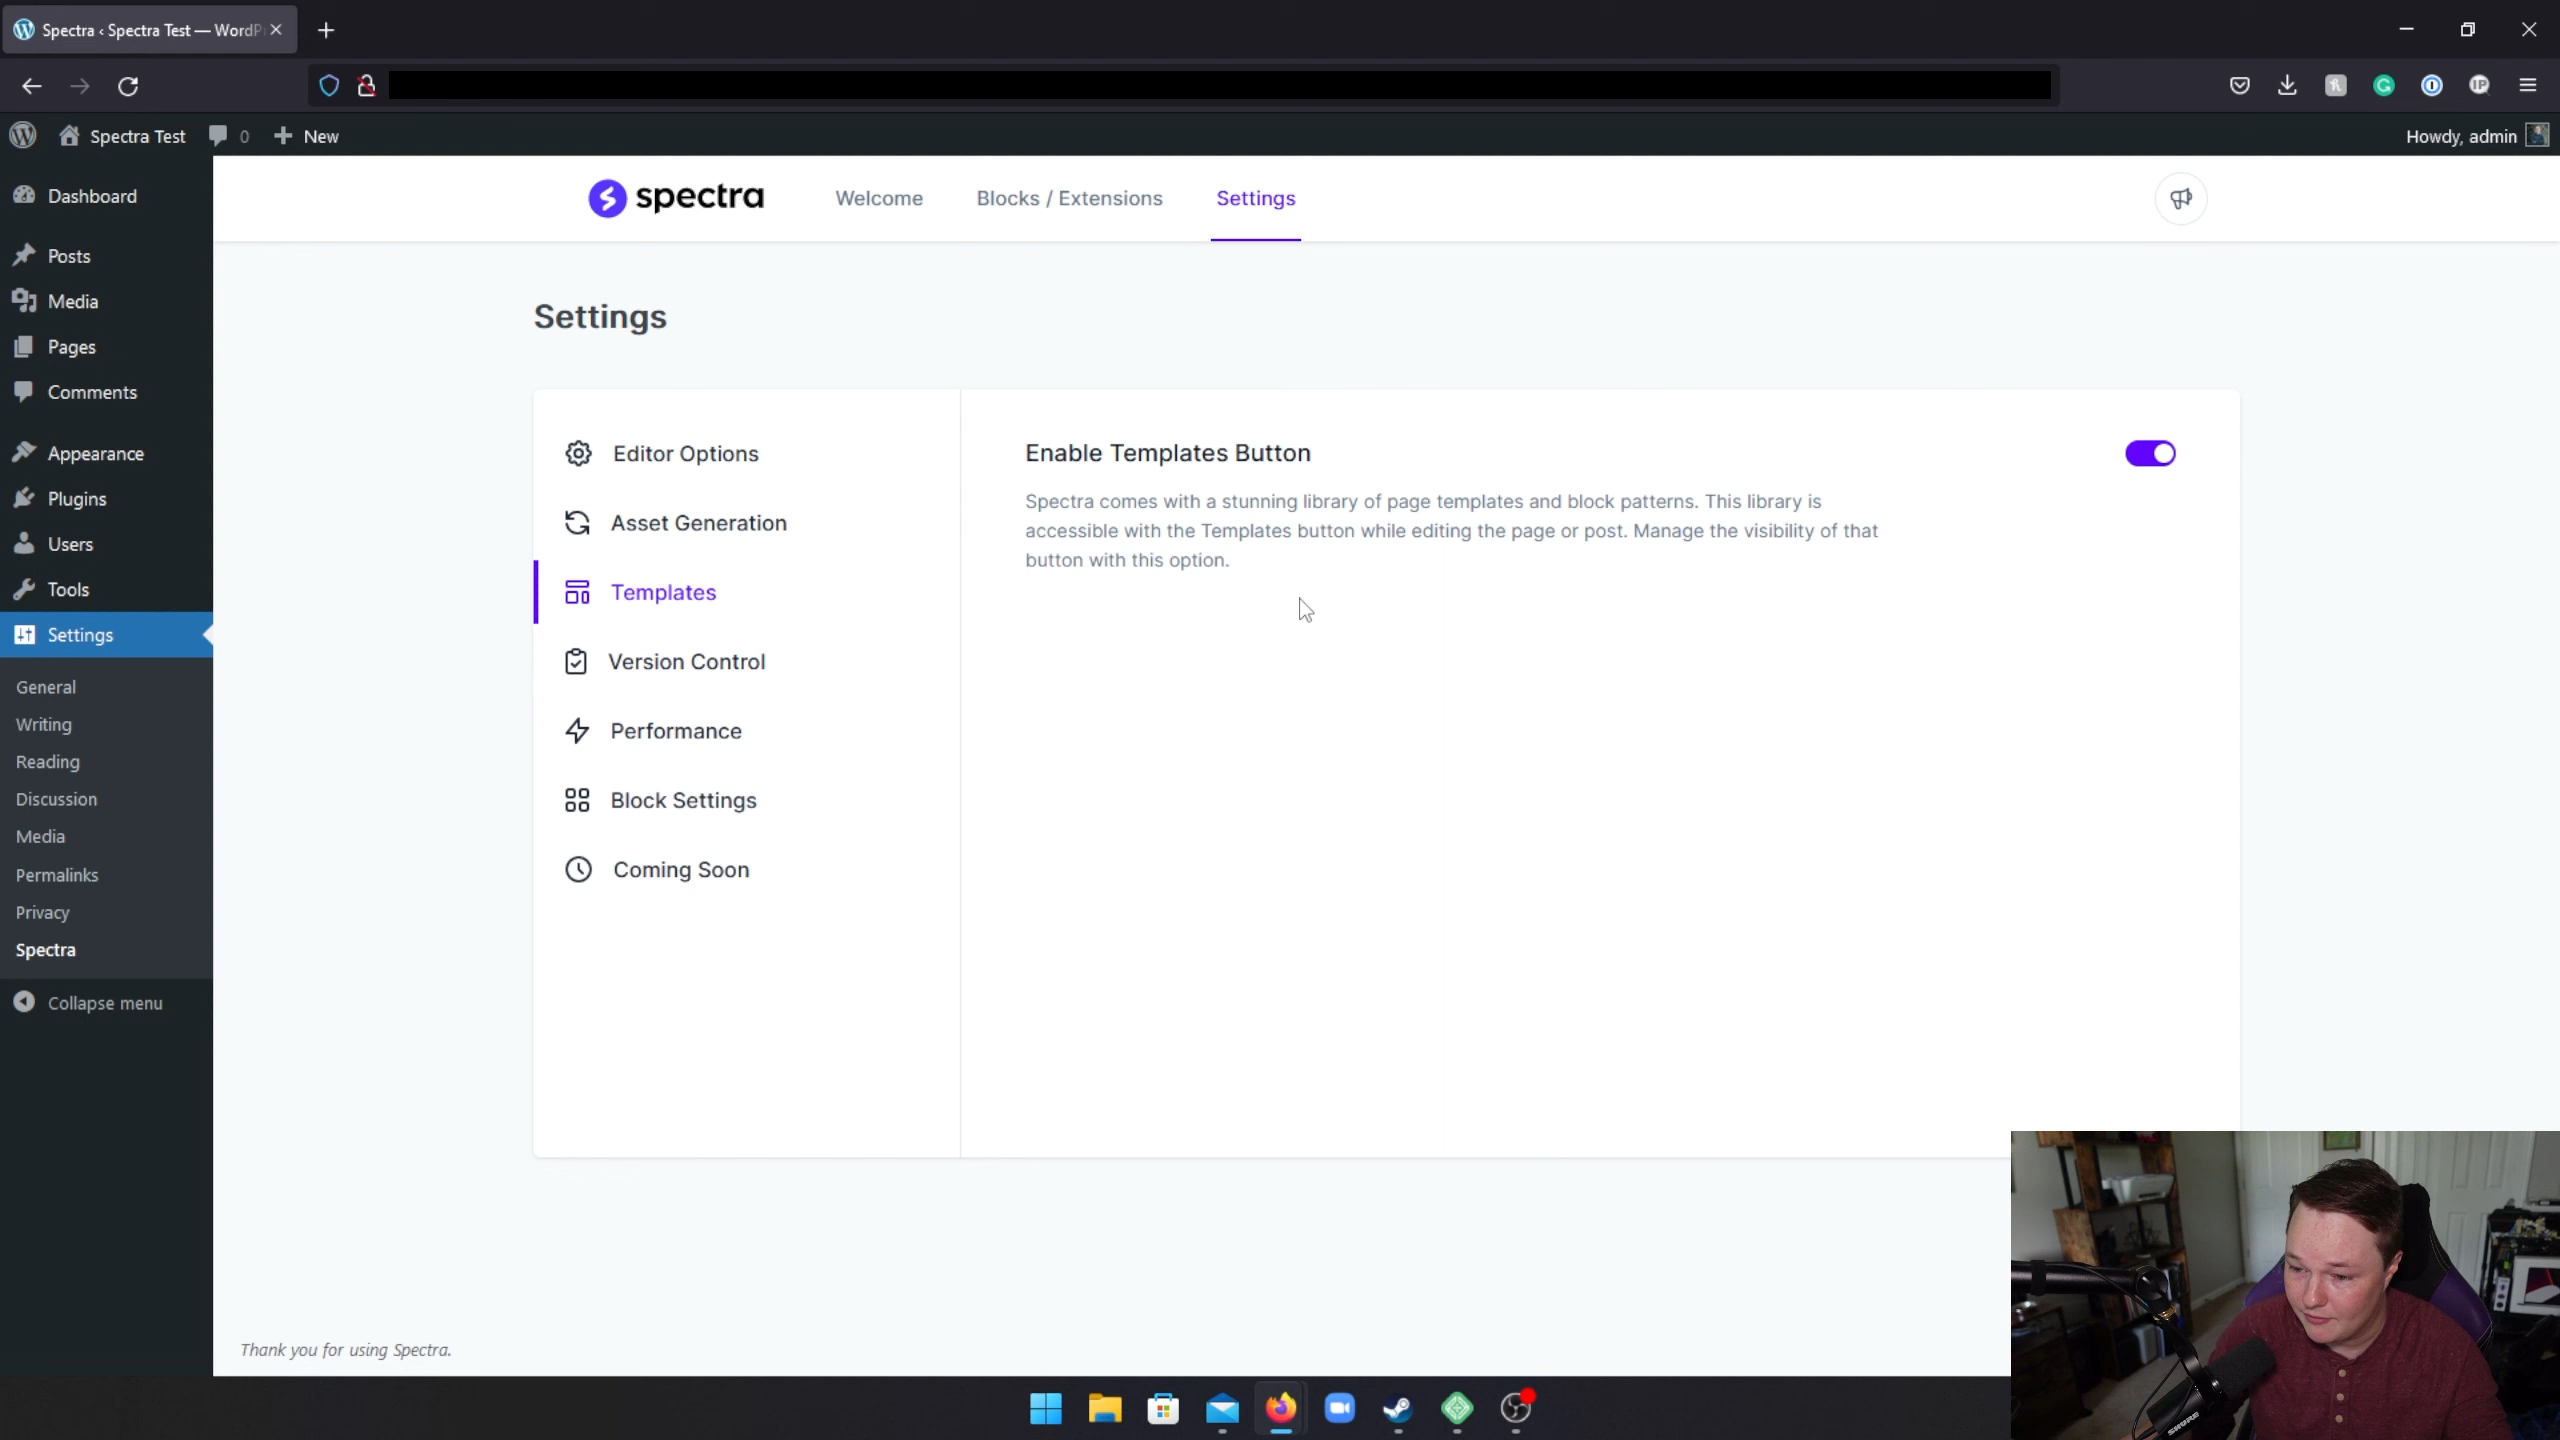 Spectra ‹ Spectra Test — WordPr
Spectra Test
0
New
Howdy, admin
Dashboard
Posts
Media
Pages
Comments
Appearance
Plugins
Users
Tools
Settings
General
Writing
Reading
Discussion
Media
Permalinks
Privacy
Spectra
Collapse menu
spectra
Welcome
Blocks / Extensions
Settings
Settings
Editor Options
Asset Generation
Templates
Version Control
Performance
Block Settings
Coming Soon
Enable Templates Button
Spectra comes with a stunning library of page templates and block patterns. This library is
accessible with the Templates button while editing the page or post. Manage the visibility of that
button with this option.
Thank you for using Spectra.
SHURE